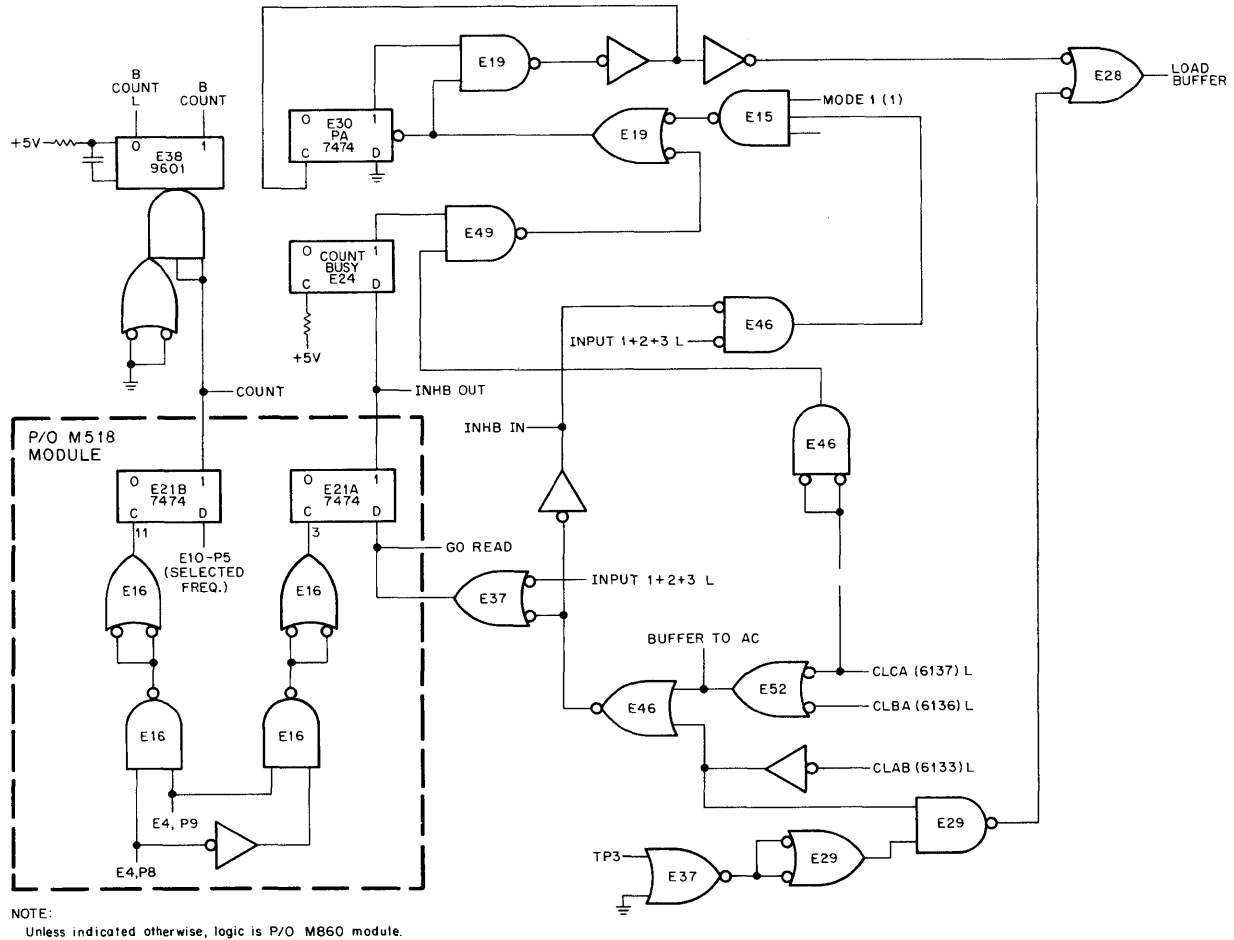 E19
E28
LOAD
BUFFER
B
COUNT
L
B
COUNT
MODE 1 (1)
E15
0 E30 1
PA
7474
C D
E19
+5V
0 1
E38
9601
E49
0 1
COUNT
BUSY
C E24 D
E46
INPUT 1+2+3 L
+5V
COUNT
INHB OUT
P/O M518
MODULE
INHB IN
E46
0 E21B 1
7474
C D
0 E21A 1
7474
C D
11
11
3
E10-P5
(SELECTED
FREQ.)
GO READ
E16
E16
E37
INPUT 1+2+3 L
BUFFER TO AC
E52
CLCA (6137) L
CLBA (6136) L
E46
E16
E16
CLAB (6133) L
E4, P9
E29
E4,P8
TP3
E37
E29
NOTE:
Unless indicated otherwise, logic is P/O M860 module.